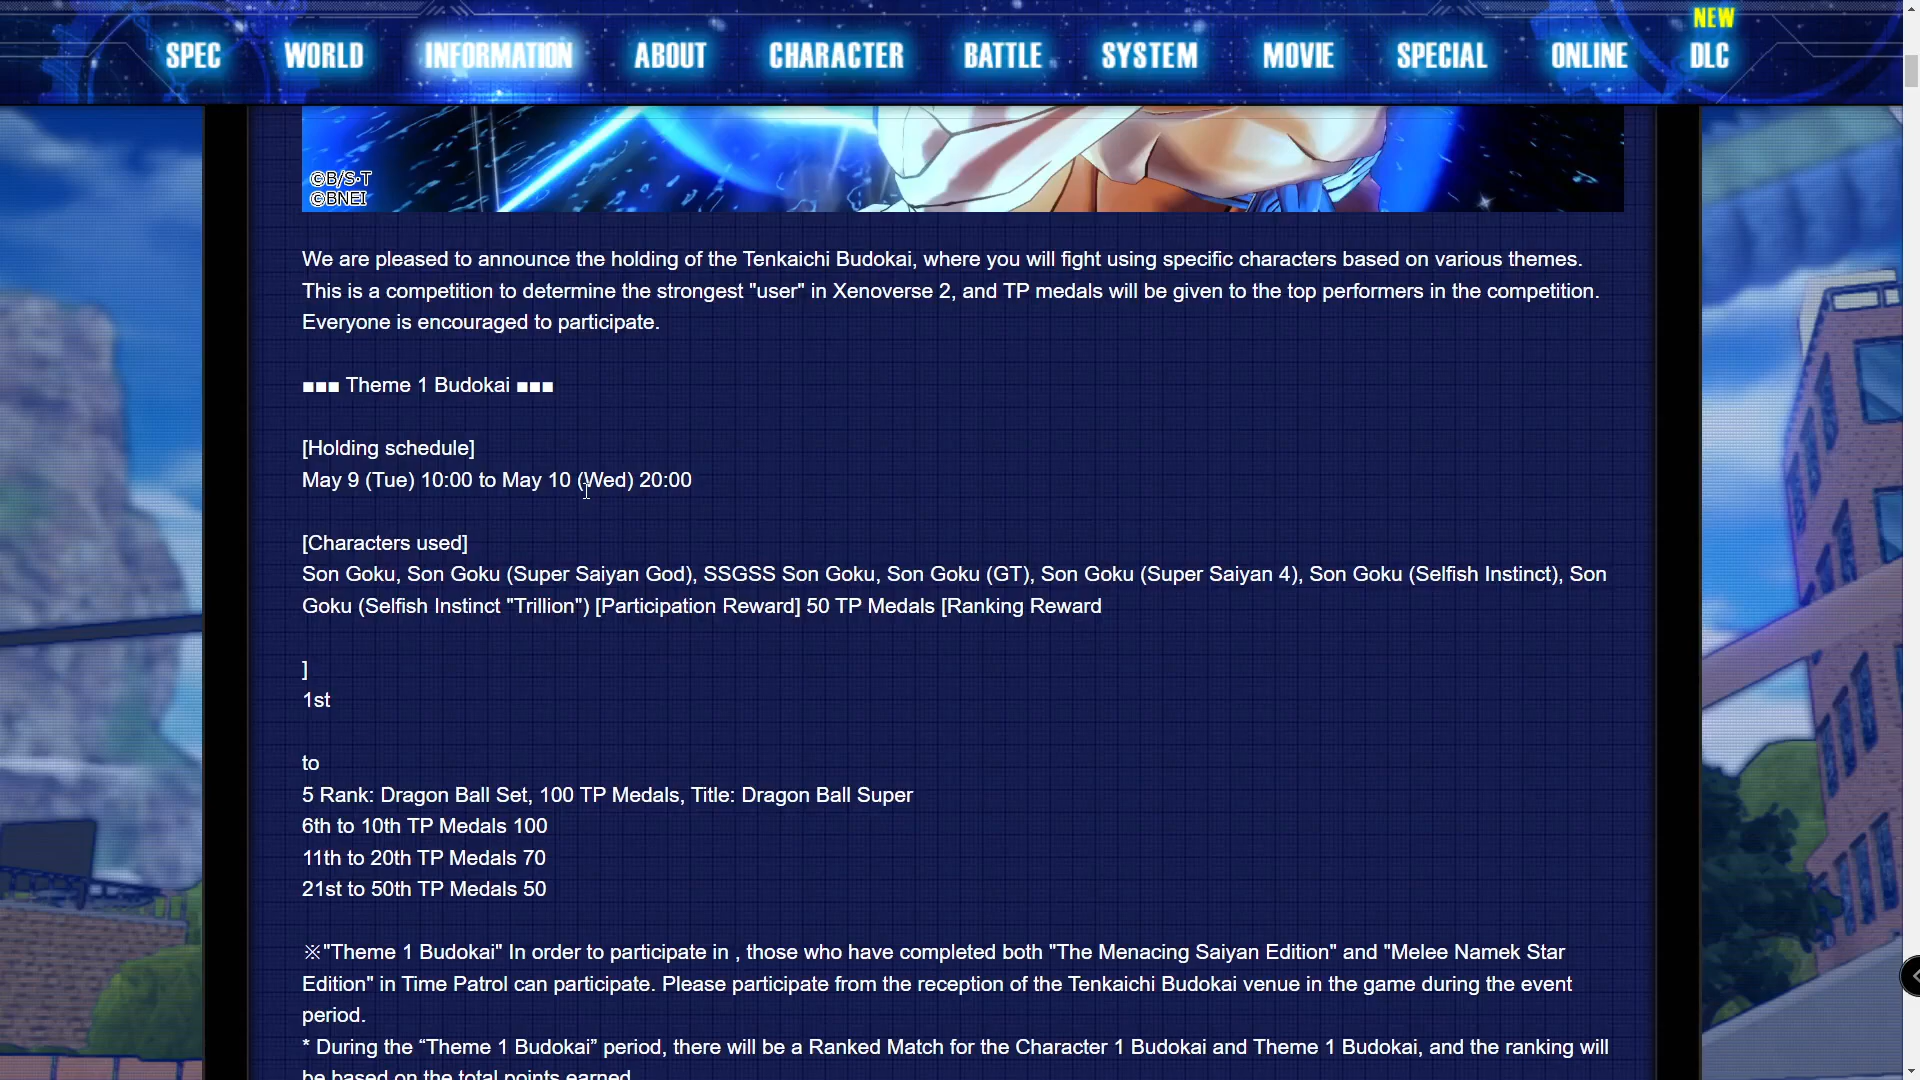 NEW
SPEC WORLD INFORMATION ABOUT CHARACTER BATTLE SYSTEM MOVIE SPECIAL ONLINE DLC
©B/S·T
©BNEI
We are pleased to announce the holding of the Tenkaichi Budokai, where you will fight using specific characters based on various themes.
This is a competition to determine the strongest "user" in Xenoverse 2, and TP medals will be given to the top performers in the competition.
Everyone is encouraged to participate.
■■■ Theme 1 Budokai ■■■
[Holding schedule]
May 9 (Tue) 10:00 to May 10 (Wed) 20:00
[Characters used]
Son Goku, Son Goku (Super Saiyan God), SSGSS Son Goku, Son Goku (GT), Son Goku (Super Saiyan 4), Son Goku (Selfish Instinct), Son
Goku (Selfish Instinct "Trillion") [Participation Reward] 50 TP Medals [Ranking Reward
]
1st
to
5 Rank: Dragon Ball Set, 100 TP Medals, Title: Dragon Ball Super
6th to 10th TP Medals 100
11th to 20th TP Medals 70
21st to 50th TP Medals 50
※"Theme 1 Budokai" In order to participate in , those who have completed both "The Menacing Saiyan Edition" and "Melee Namek Star
Edition" in Time Patrol can participate. Please participate from the reception of the Tenkaichi Budokai venue in the game during the event
period.
* During the “Theme 1 Budokai” period, there will be a Ranked Match for the Character 1 Budokai and Theme 1 Budokai, and the ranking will
be based on the total points earned